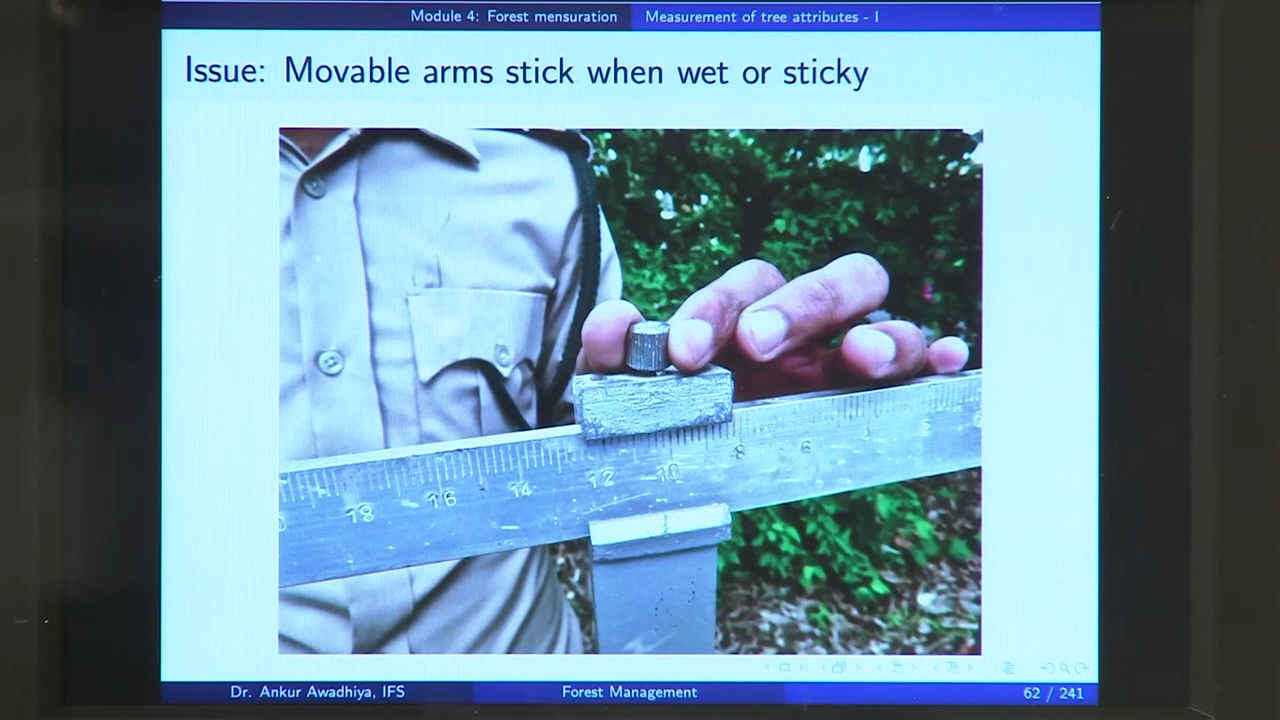 Module 4: Forest mensuration Measurement of tree attributes - I
Issue: Movable arms stick when wet or sticky
18 16 14 12 10 8 6
Dr. Ankur Awadhiya, IFS Forest Management 62 / 241